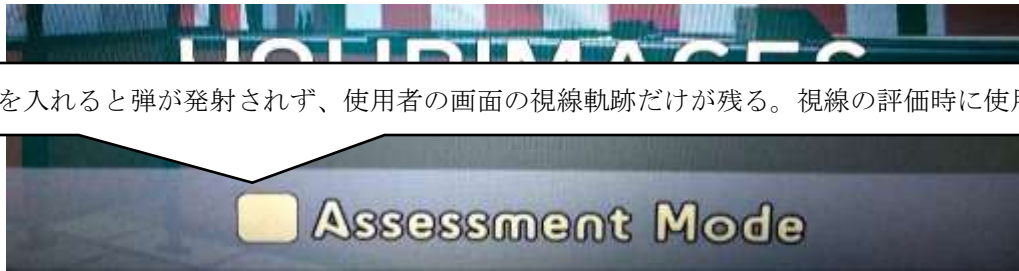 YOURIMAGES
を入れると弾が発射されず、使用者の画面の視線軌跡だけが残る。視線の評価時に使用
Assessment Mode